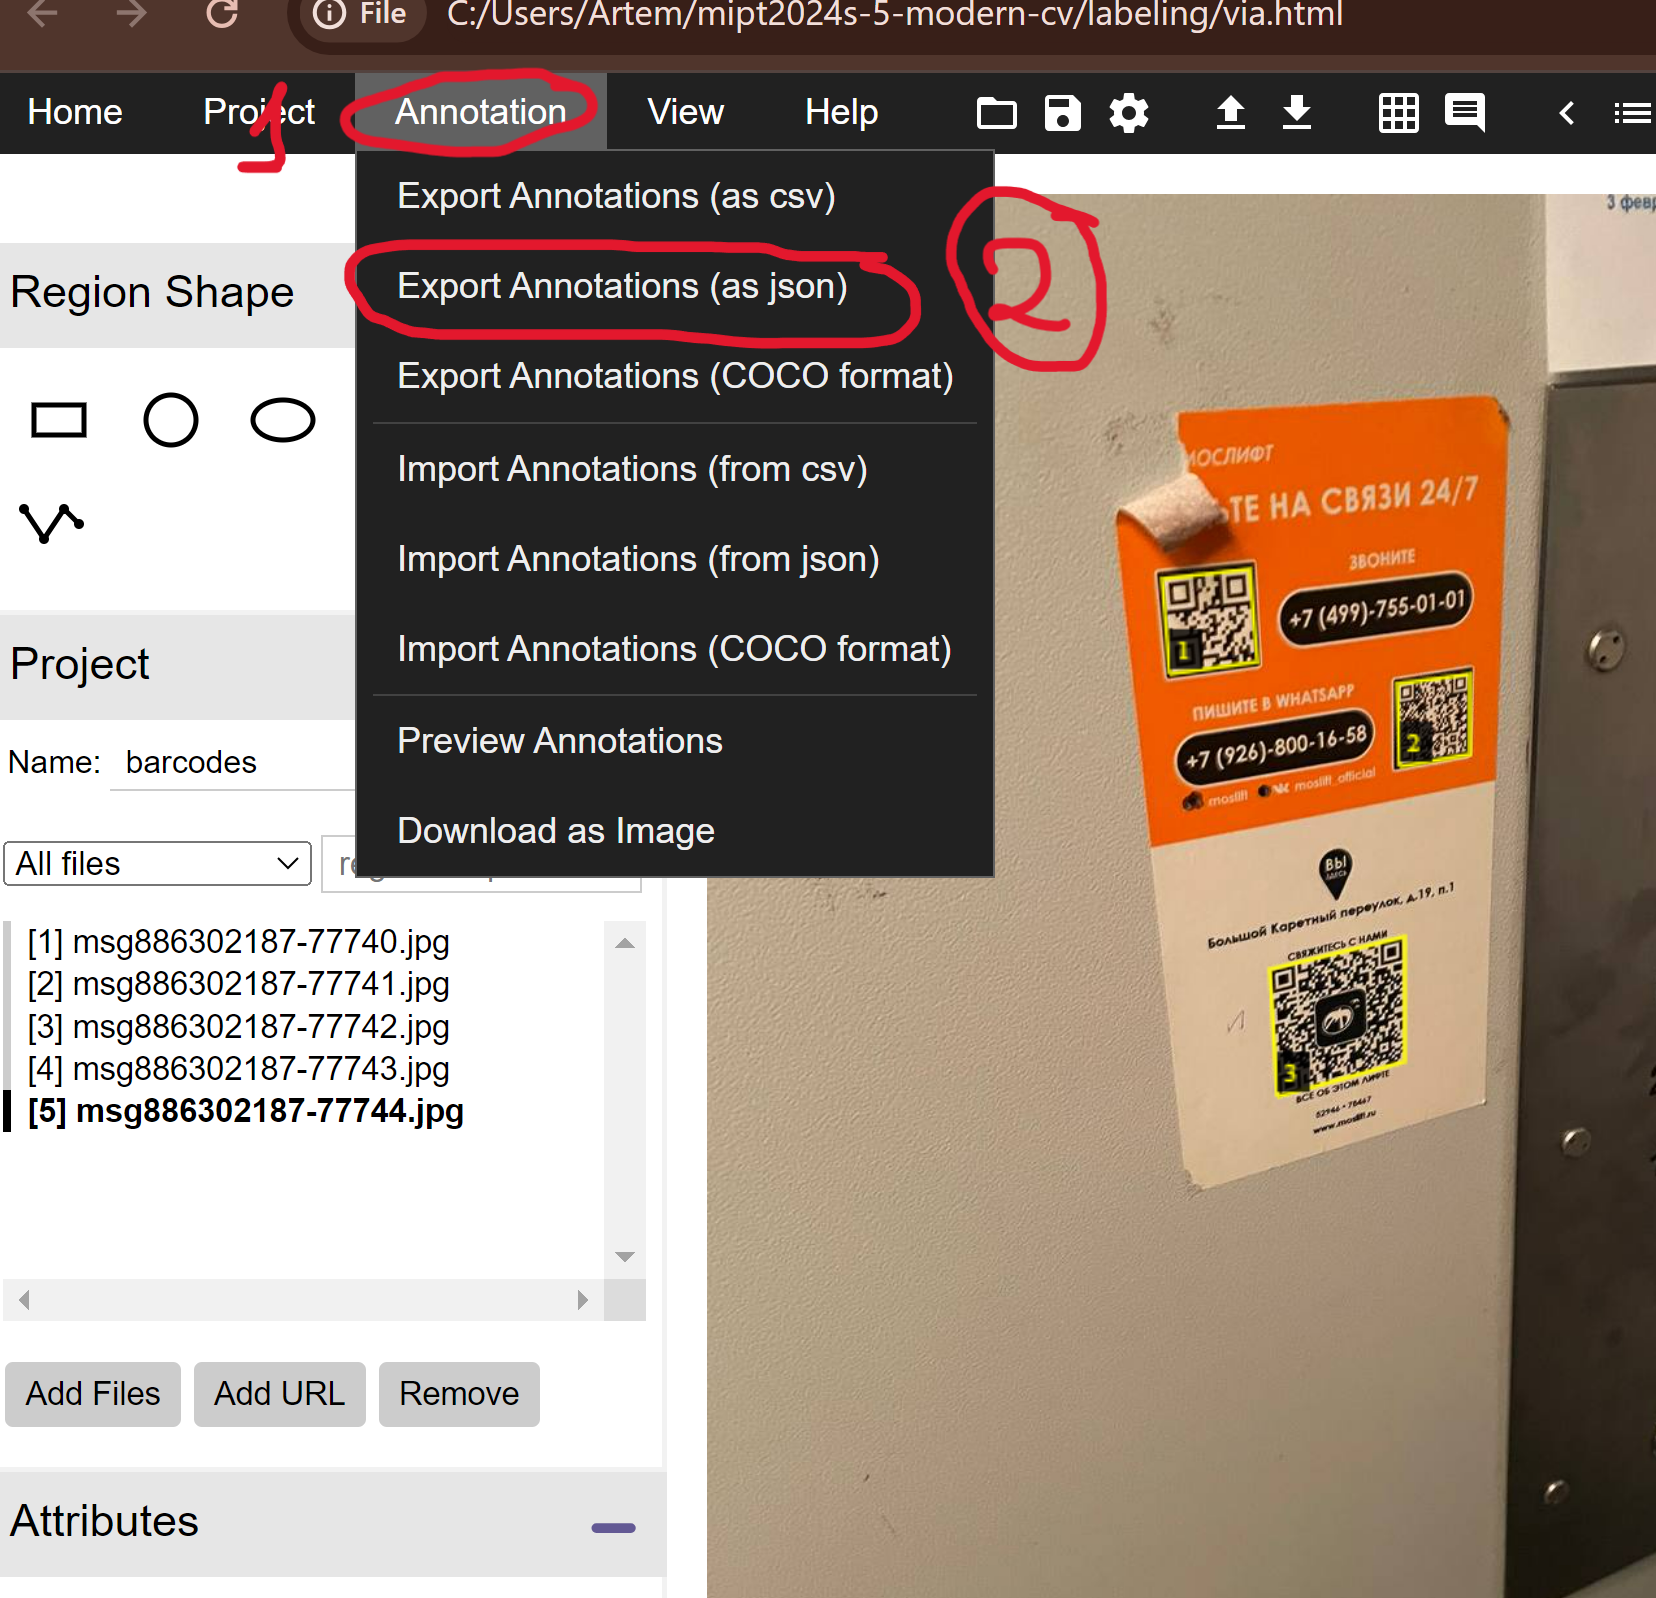 File C:/Users/Artem/mipt2024s-5-modern-cv/labeling/via.html
Home Project Annotation View Help
1
Export Annotations (as csv)
Export Annotations (as json)
2
Export Annotations (COCO format)
Import Annotations (from csv)
Import Annotations (from json)
Import Annotations (COCO format)
Preview Annotations
Download as Image
Region Shape
Project
Name: barcodes
All files
[1] msg886302187-77740.jpg
[2] msg886302187-77741.jpg
[3] msg886302187-77742.jpg
[4] msg886302187-77743.jpg
[5] msg886302187-77744.jpg
Add Files Add URL Remove
Attributes
3 февр
МОСЛИФТ
ЬТЕ НА СВЯЗИ 24/7
ЗВОНИТЕ
+7 (499)-755-01-01
1
ПИШИТЕ В WHATSAPP
+7 (926)-800-16-58
2
moslift moslift_official
ВЫ
ЗДЕСЬ
Большой Каретный переулок, д.19, п.1
СВЯЖИТЕСЬ С НАМИ
3
ВСЕ ОБ ЭТОМ ЛИФТЕ
www.moslift.ru